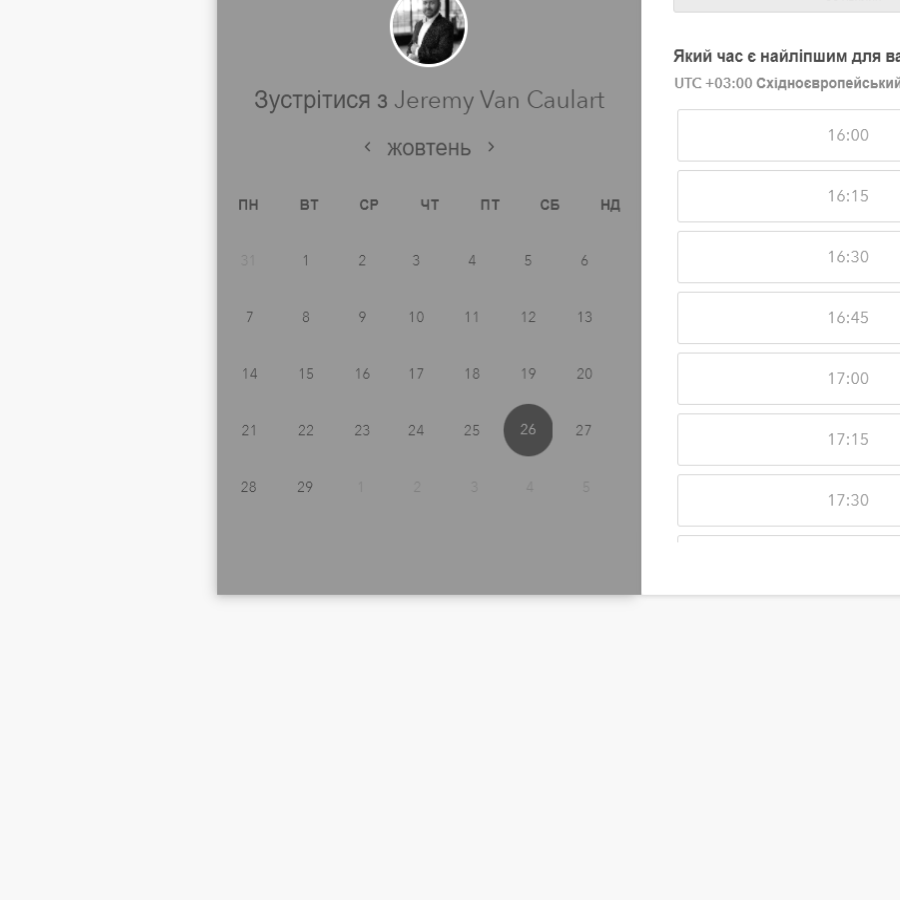 Зустрітися з Jeremy Van Caulart
‹ жовтень ›
ПН ВТ СР ЧТ ПТ СБ НД
31 1 2 3 4 5 6
7 8 9 10 11 12 13
14 15 16 17 18 19 20
21 22 23 24 25 26 27
28 29 1 2 3 4 5
Який час є найліпшим для
UTC +03:00 Східноєвропейський
16:00
16:15
16:30
16:45
17:00
17:15
17:30